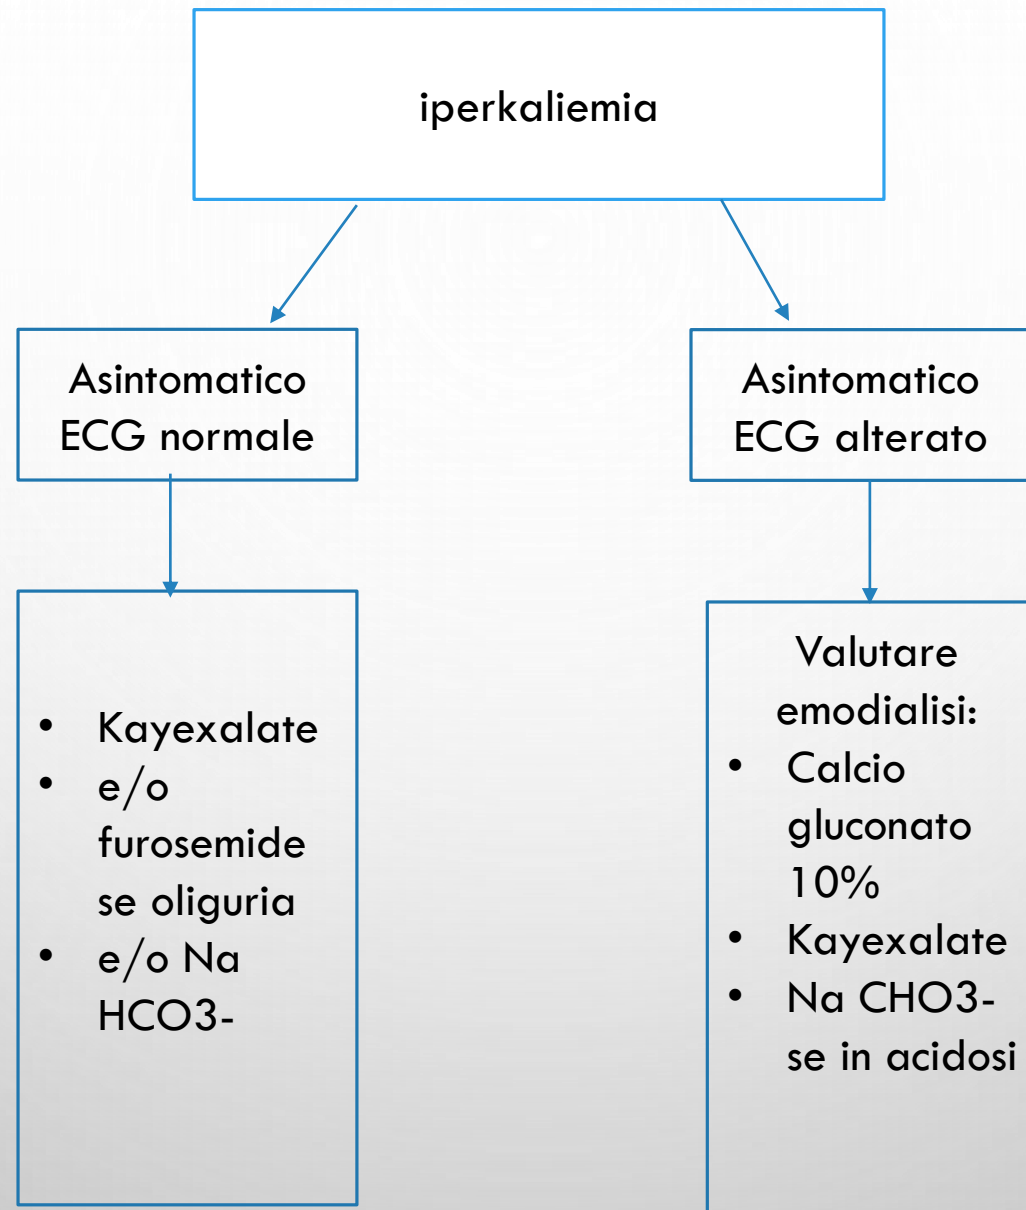 iperkaliemia
Asintomatico
ECG normale
Asintomatico
ECG alterato
• Kayexalate
• e/o
furosemide
se oliguria
• e/o Na
HCO3-
Valutare
emodialisi:
• Calcio
gluconato
10%
• Kayexalate
• Na CHO3-
se in acidosi